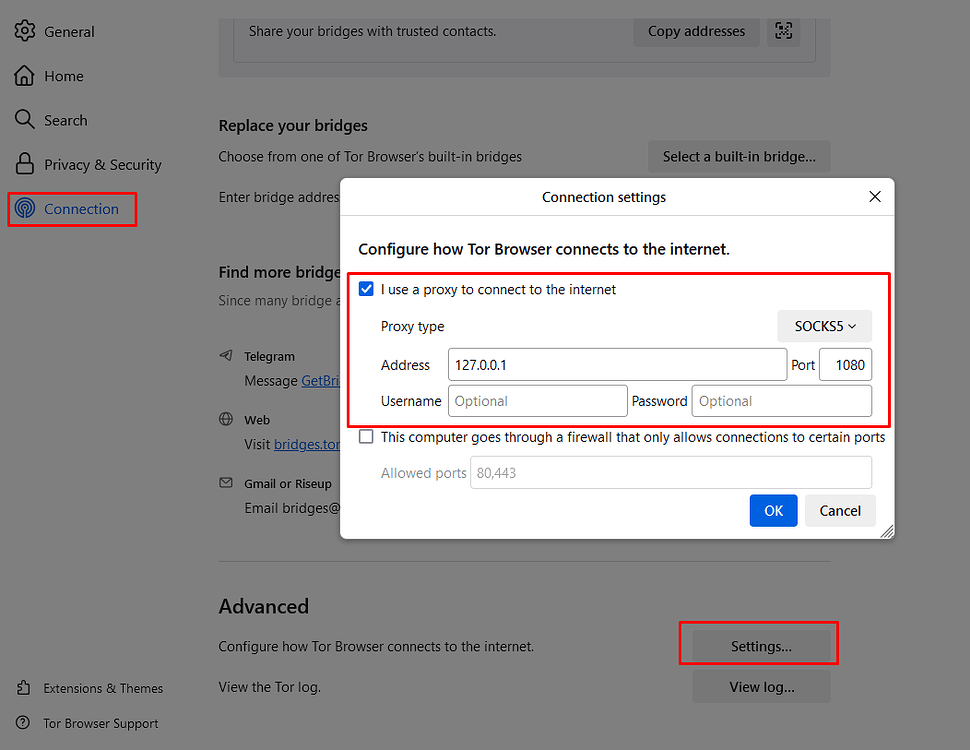 General
Home
Search
Privacy & Security
Connection
Extensions & Themes
Tor Browser Support
Share your bridges with trusted contacts.
Copy addresses
Replace your bridges
Choose from one of Tor Browser's built-in bridges
Select a built-in bridge...
Enter bridge addres
Find more bridge
Since many bridge a
Telegram
Message GetBri
Web
Visit bridges.tor
Gmail or Riseup
Email bridges@
Connection settings
Configure how Tor Browser connects to the internet.
I use a proxy to connect to the internet
Proxy type SOCKS5
Address 127.0.0.1 Port 1080
Username Optional Password Optional
This computer goes through a firewall that only allows connections to certain ports
Allowed ports 80,443
OK Cancel
Advanced
Configure how Tor Browser connects to the internet.
Settings...
View the Tor log.
View log...